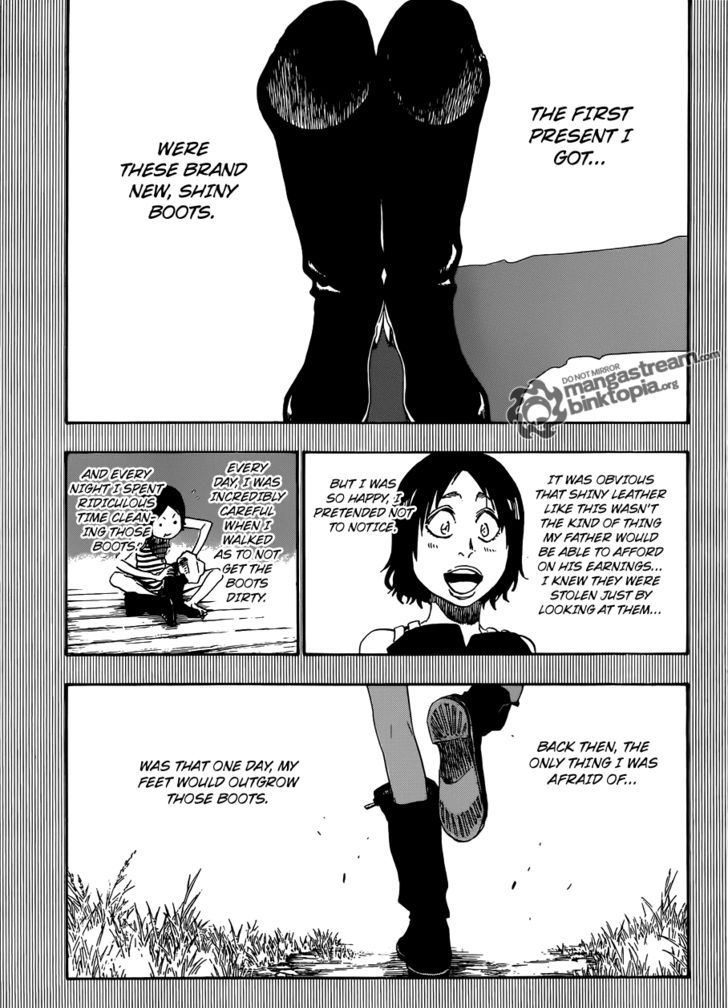 THE FIRST
PRESENT I
GOT...
WERE
THESE BRAND
NEW, SHINY
BOOTS.
DO NOT MIRROR
mangastream.com
binktopia.org
IT WAS OBVIOUS
THAT SHINY LEATHER
LIKE THIS WASN'T
THE KIND OF THING
MY FATHER WOULD
BE ABLE TO AFFORD
ON HIS EARNINGS...
I KNEW THEY WERE
STOLEN JUST BY
LOOKING AT THEM...
BUT I WAS
SO HAPPY, I
PRETENDED NOT
TO NOTICE.
EVERY
DAY, I WAS
INCREDIBLY
CAREFUL
WHEN I
WALKED
AS TO NOT
GET THE
BOOTS
DIRTY.
AND EVERY
NIGHT I SPENT
RIDICULOUS
TIME CLEAN-
ING THOSE
BOOTS.
BACK THEN, THE
ONLY THING I WAS
AFRAID OF...
WAS THAT ONE DAY, MY
FEET WOULD OUTGROW
THOSE BOOTS.